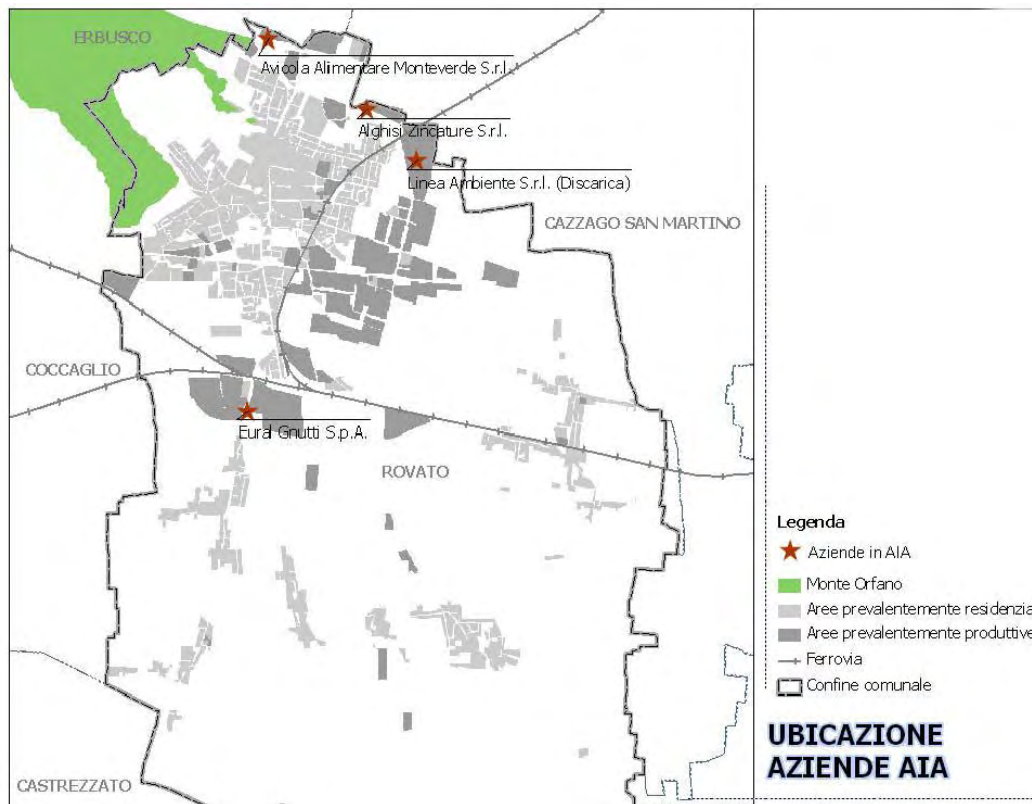 ERBUSCO
Avicola Alimentare Monteverde S.r.l.
Alghisi Zincature S.r.l.
Linea Ambiente S.r.l. (Discarica)
CAZZAGO SAN MARTINO
COCCAGLIO
Eural Gnutti S.p.A.
ROVATO
CASTREZZATO
Legenda
Aziende in AIA
Monte Orfano
Aree prevalentemente residenzia
Aree prevalentemente produttive
Ferrovia
Confine comunale
UBICAZIONE
AZIENDE AIA